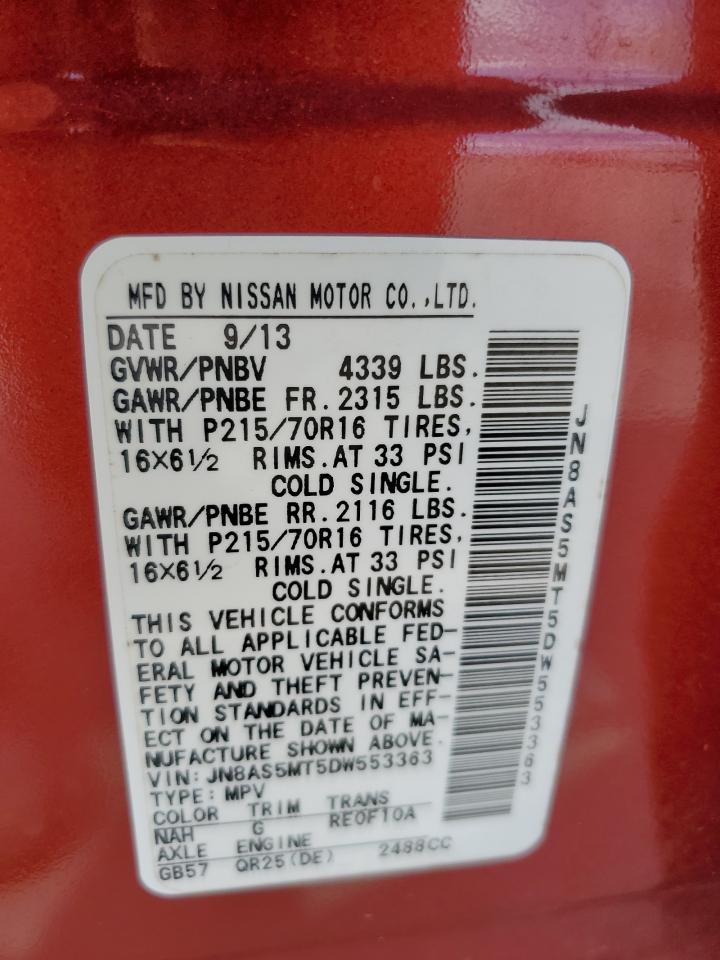 MFD BY NISSAN MOTOR CO.,LTD.
DATE 9/13
GVWR/PNBV 4339 LBS.
GAWR/PNBE FR.2315 LBS.
WITH P215/70R16 TIRES,
16X6½ RIMS.AT 33 PSI
COLD SINGLE.
GAWR/PNBE RR.2116 LBS.
WITH P215/70R16 TIRES,
16X6½ RIMS.AT 33 PSI
COLD SINGLE.
THIS VEHICLE CONFORMS
TO ALL APPLICABLE FED-
ERAL MOTOR VEHICLE SA-
FETY AND THEFT PREVEN-
TION STANDARDS IN EFF-
ECT ON THE DATE OF MA-
NUFACTURE SHOWN ABOVE.
VIN:JN8AS5MT5DW553363
TYPE:MPV
COLOR TRIM TRANS
NAH G RE0F10A
AXLE ENGINE
GB57 QR25(DE) 2488CC
JN8AS5MT5DW553363